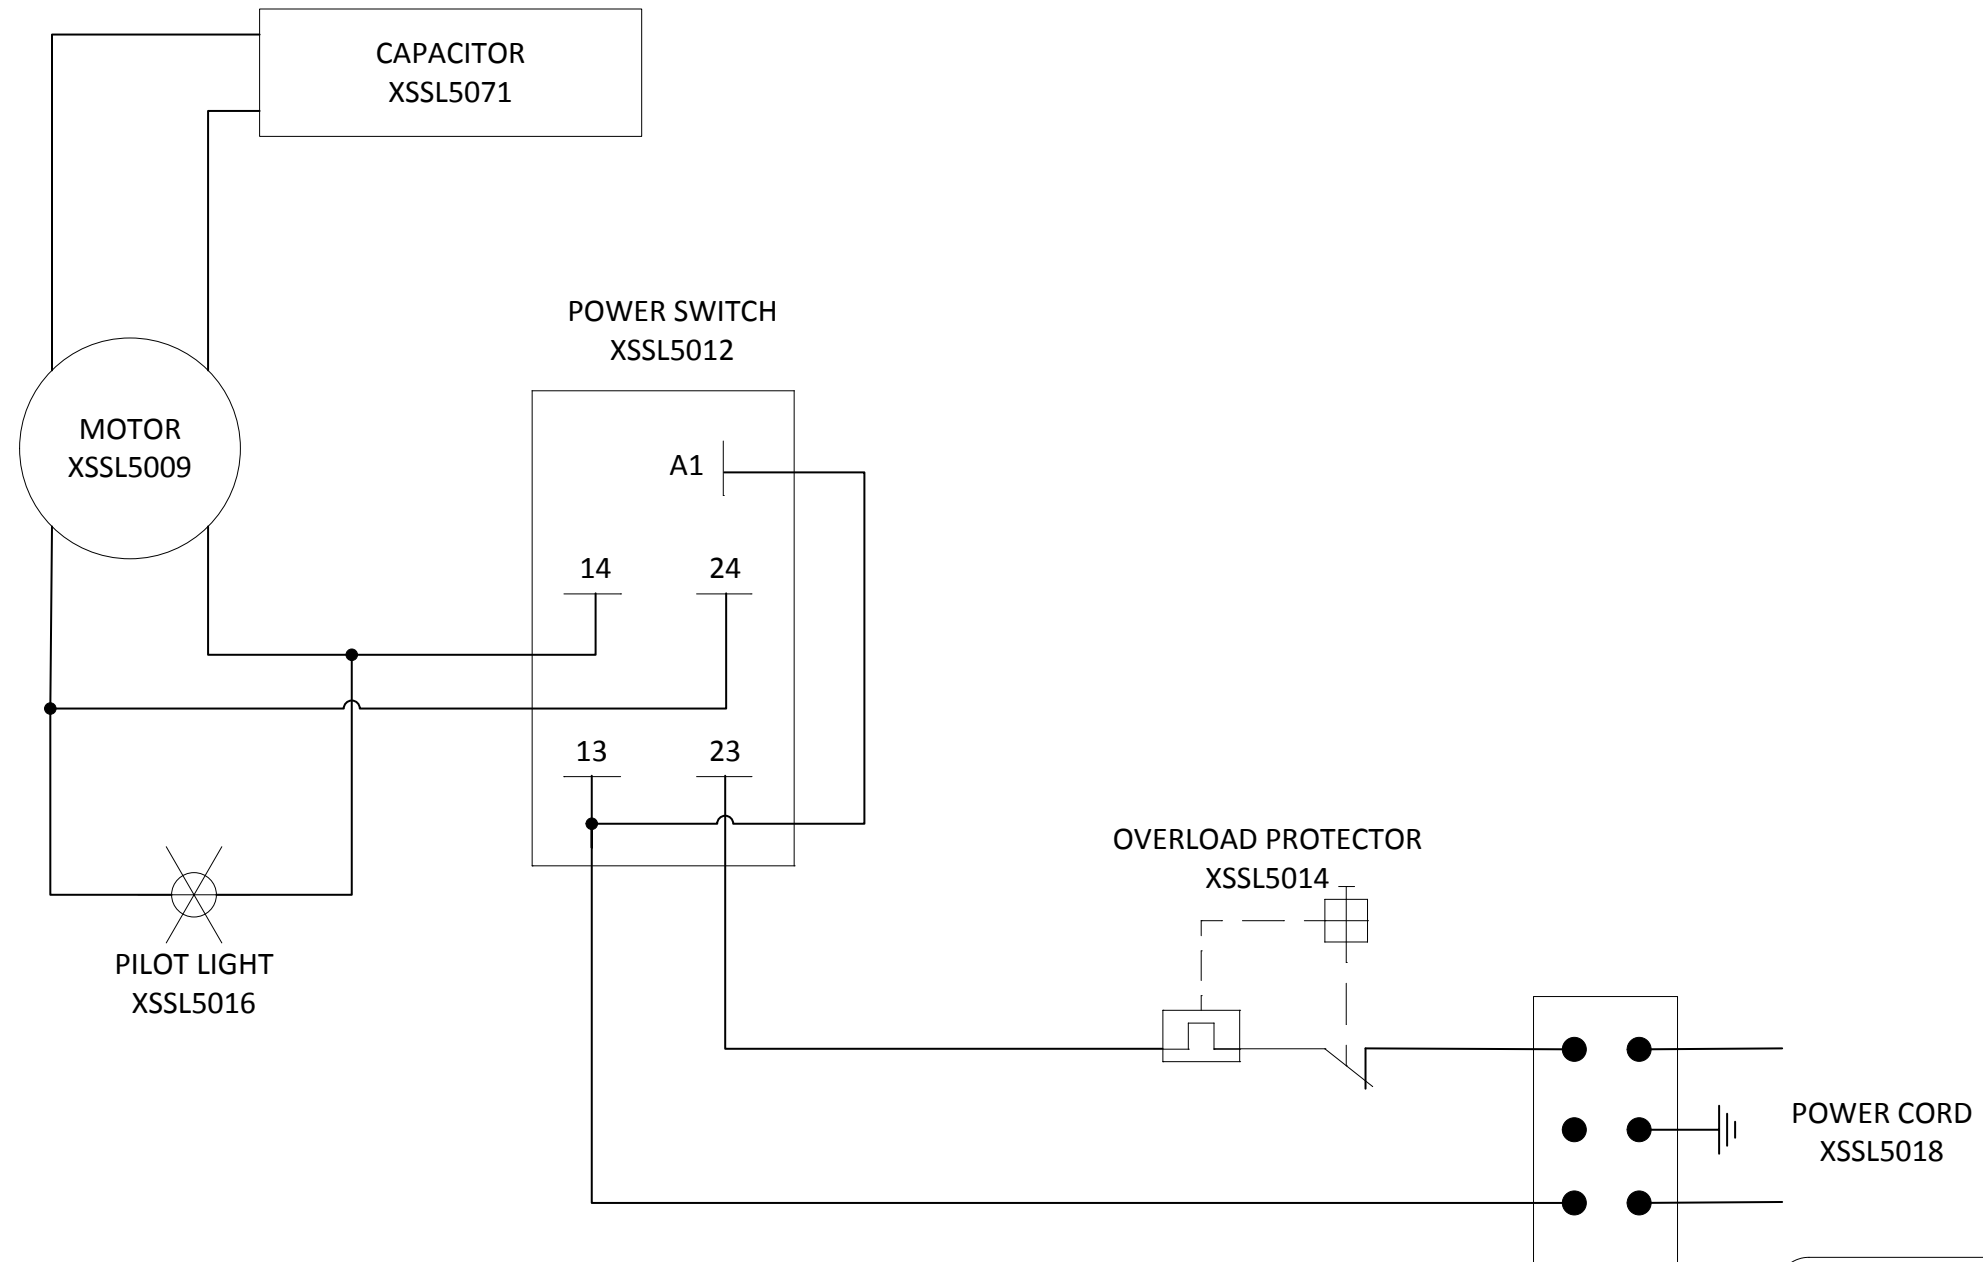 CAPACITOR
XSSL5071
POWER SWITCH
XSSL5012
MOTOR
XSSL5009
A1
14 24
13 23
OVERLOAD PROTECTOR
XSSL5014
PILOT LIGHT
XSSL5016
POWER CORD
XSSL5018